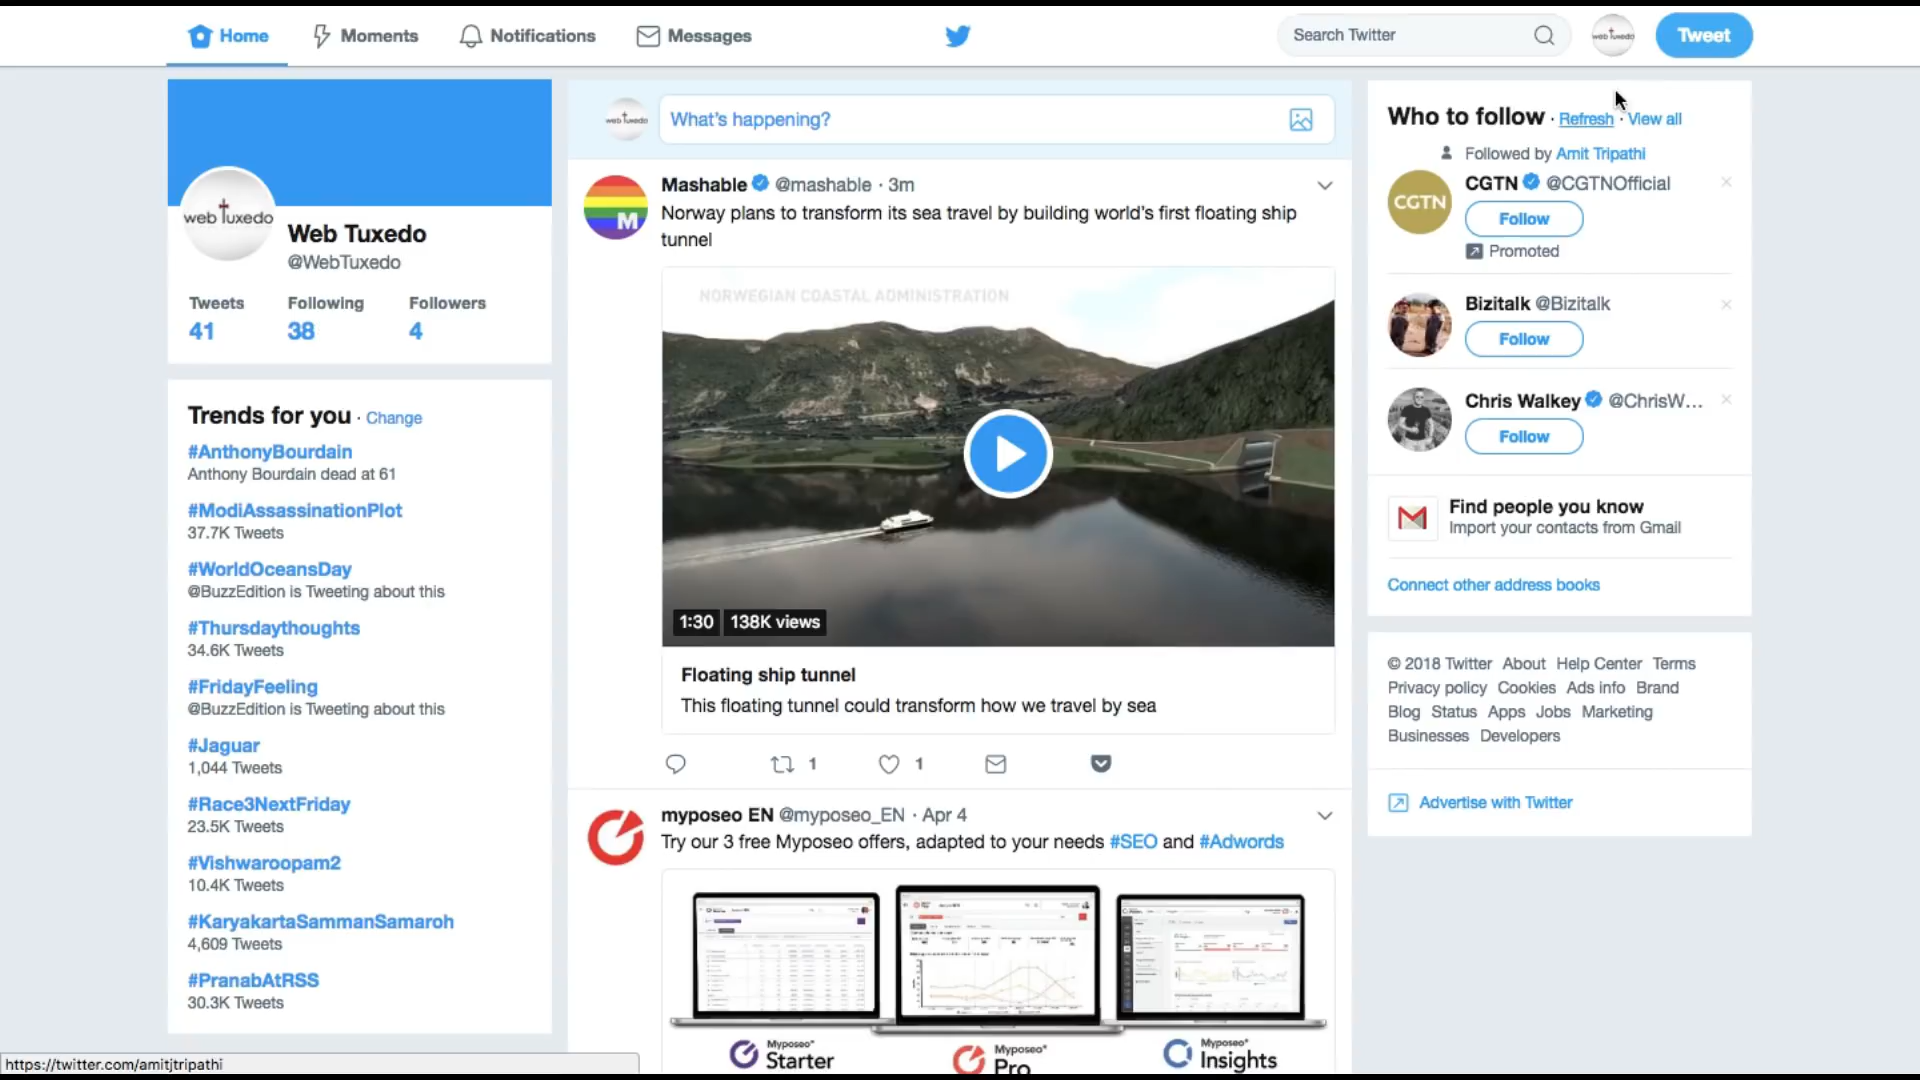 Home
Moments
Notifications
Messages
Search Twitter
web tuxedo
Tweet
web tuxedo
Web Tuxedo
@WebTuxedo
Tweets Following Followers
41 38 4
Trends for you · Change
#AnthonyBourdain
Anthony Bourdain dead at 61
#ModiAssassinationPlot
37.7K Tweets
#WorldOceansDay
@BuzzEdition is Tweeting about this
#Thursdaythoughts
34.6K Tweets
#FridayFeeling
@BuzzEdition is Tweeting about this
#Jaguar
1,044 Tweets
#Race3NextFriday
23.5K Tweets
#Vishwaroopam2
10.4K Tweets
#KaryakartaSammanSamaroh
4,609 Tweets
#PranabAtRSS
30.3K Tweets
web tuxedo
What's happening?
M
Mashable @mashable · 3m
Norway plans to transform its sea travel by building world's first floating ship
tunnel
NORWEGIAN COASTAL ADMINISTRATION
1:30 138K views
Floating ship tunnel
This floating tunnel could transform how we travel by sea
1 1
myposeo EN @myposeo_EN · Apr 4
Try our 3 free Myposeo offers, adapted to your needs #SEO and #Adwords
Myposeo*
Starter
Myposeo*
Pro
Myposeo*
Insights
Who to follow · Refresh · View all
Followed by Amit Tripathi
CGTN
CGTN @CGTNOfficial
Follow
Promoted
Bizitalk @Bizitalk
Follow
Chris Walkey @ChrisW...
Follow
Find people you know
Import your contacts from Gmail
Connect other address books
© 2018 Twitter About Help Center Terms
Privacy policy Cookies Ads info Brand
Blog Status Apps Jobs Marketing
Businesses Developers
Advertise with Twitter
https://twitter.com/amitjtripathi